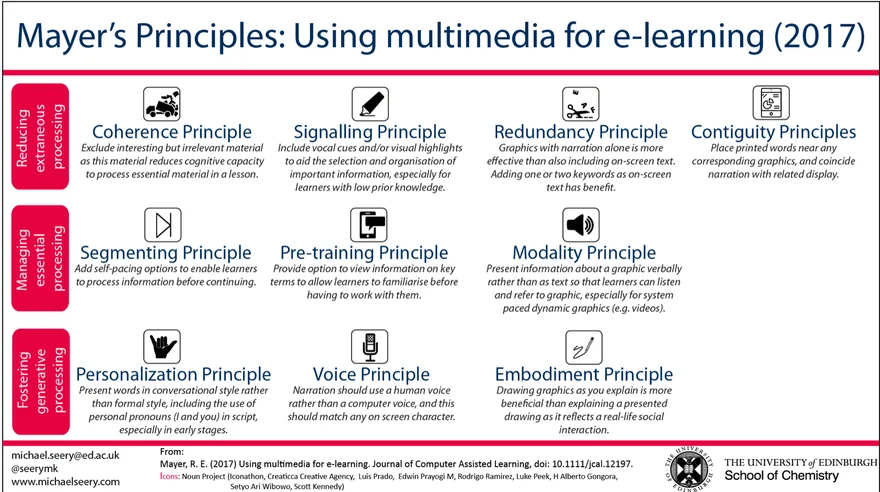 Mayer's Principles: Using multimedia for e-learning (2017)
Reducing
extraneous
processing
Coherence Principle
Exclude interesting but irrelevant material
as this material reduces cognitive capacity
to process essential material in a lesson.
Signalling Principle
Include vocal cues and/or visual highlights
to aid the selection and organisation of
important information, especially for
learners with low prior knowledge.
Redundancy Principle
Graphics with narration alone is more
effective than also including on-screen text.
Adding one or two keywords as on-screen
text has benefit.
Contiguity Principles
Place printed words near any
corresponding graphics, and coincide
narration with related display.
Managing
essential
processing
Segmenting Principle
Add self-pacing options to enable learners
to process information before continuing.
Pre-training Principle
Provide option to view information on key
terms to allow learners to familiarise before
having to work with them.
Modality Principle
Present information about a graphic verbally
rather than as text so that learners can listen
and refer to graphic, especially for system
paced dynamic graphics (e.g. videos).
Fostering
generative
processing
Personalization Principle
Present words in conversational style rather
than formal style, including the use of
personal pronouns (I and you) in script,
especially in early stages.
Voice Principle
Narration should use a human voice
rather than a computer voice, and this
should match any on screen character.
Embodiment Principle
Drawing graphics as you explain is more
beneficial than explaining a presented
drawing as it reflects a real-life social
interaction.
michael.seery@ed.ac.uk
@seerymk
www.michaelseery.com
From:
Mayer, R. E. (2017) Using multimedia for e-learning. Journal of Computer Assisted Learning, doi: 10.1111/jcal.12197.
Icons: Noun Project (Iconathon, Creaticca Creative Agency, Luis Prado, Edwin Prayogi M, Rodrigo Ramirez, Luke Peek, H Alberto Gongora,
Setyo Ari Wibowo, Scott Kennedy)
THE UNIVERSITY OF EDINBURGH
THE UNIVERSITY of EDINBURGH
School of Chemistry